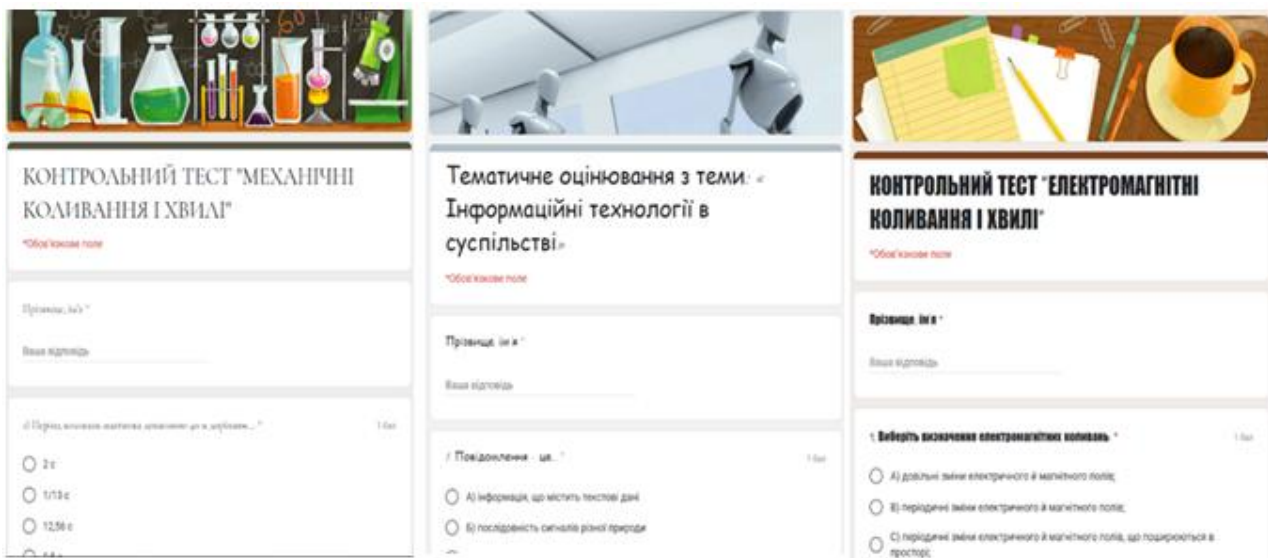 КОНТРОЛЬНИЙ ТЕСТ "МЕХАНІЧНІ
КОЛИВАННЯ І ХВИЛІ"
*Обов'язкове поле
Прізвище, ім'я *
Ваша відповідь
1 бал
2 с
1/13 с
12,56 с
Тематичне оцінювання з теми: «
Інформаційні технології в
суспільстві»
*Обов'язкове поле
Прізвище, ім'я *
Ваша відповідь
Повідомлення - це... *
1 бал
А) інформація, що містить текстові дані
Б) послідовність сигналів різної природи
КОНТРОЛЬНИЙ ТЕСТ "ЕЛЕКТРОМАГНІТНІ
КОЛИВАННЯ І ХВИЛІ"
*Обов'язкове поле
Прізвище, ім'я *
Ваша відповідь
1. Виберіть визначення електромагнітних коливань *
1 бал
А) довільні зміни електричного й магнітного полів;
В) періодичні зміни електричного й магнітного полів;
С) періодичні зміни електричного й магнітного полів, що поширюються в
просторі;